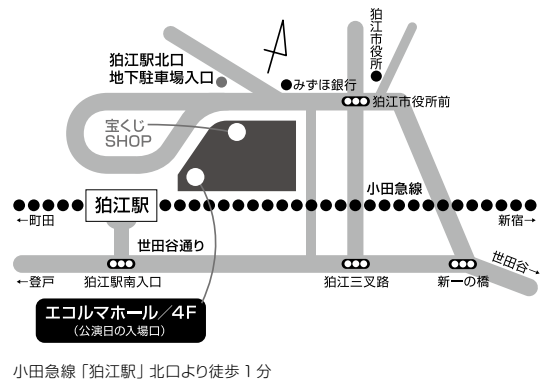 狛江市役所
狛江駅北口
地下駐車場入口
みずほ銀行
狛江市役所前
宝くじ
SHOP
小田急線
狛江駅
←町田
新宿→
世田谷通り
世田谷→
←登戸
狛江駅南入口
狛江三叉路
新一の橋
エコルマホール／4F
（公演日の入場口）
小田急線「狛江駅」北口より徒歩1分